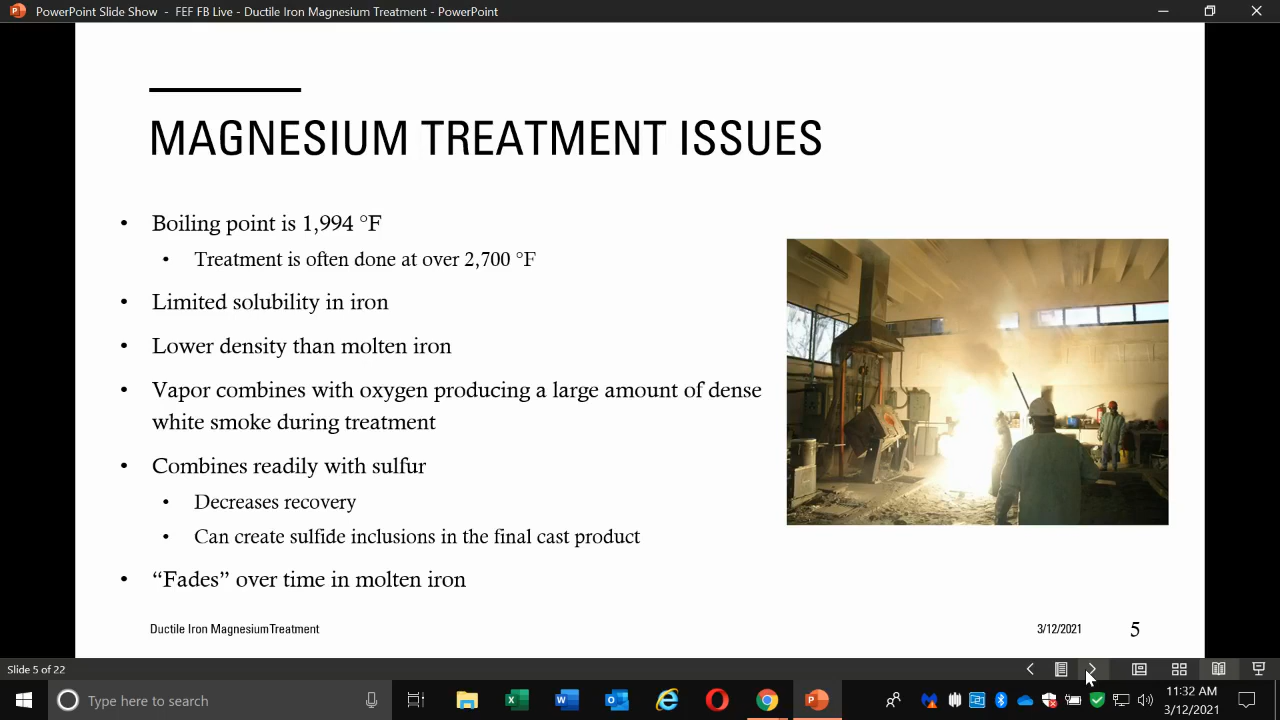 PowerPoint Slide Show - FEF FB Live - Ductile Iron Magnesium Treatment - PowerPoint
MAGNESIUM TREATMENT ISSUES
• Boiling point is 1,994 °F
• Treatment is often done at over 2,700 °F
• Limited solubility in iron
• Lower density than molten iron
• Vapor combines with oxygen producing a large amount of dense
white smoke during treatment
• Combines readily with sulfur
• Decreases recovery
• Can create sulfide inclusions in the final cast product
• “Fades” over time in molten iron
Ductile Iron Magnesium Treatment
3/12/2021
5
Slide 5 of 22
Type here to search
11:32 AM
3/12/2021